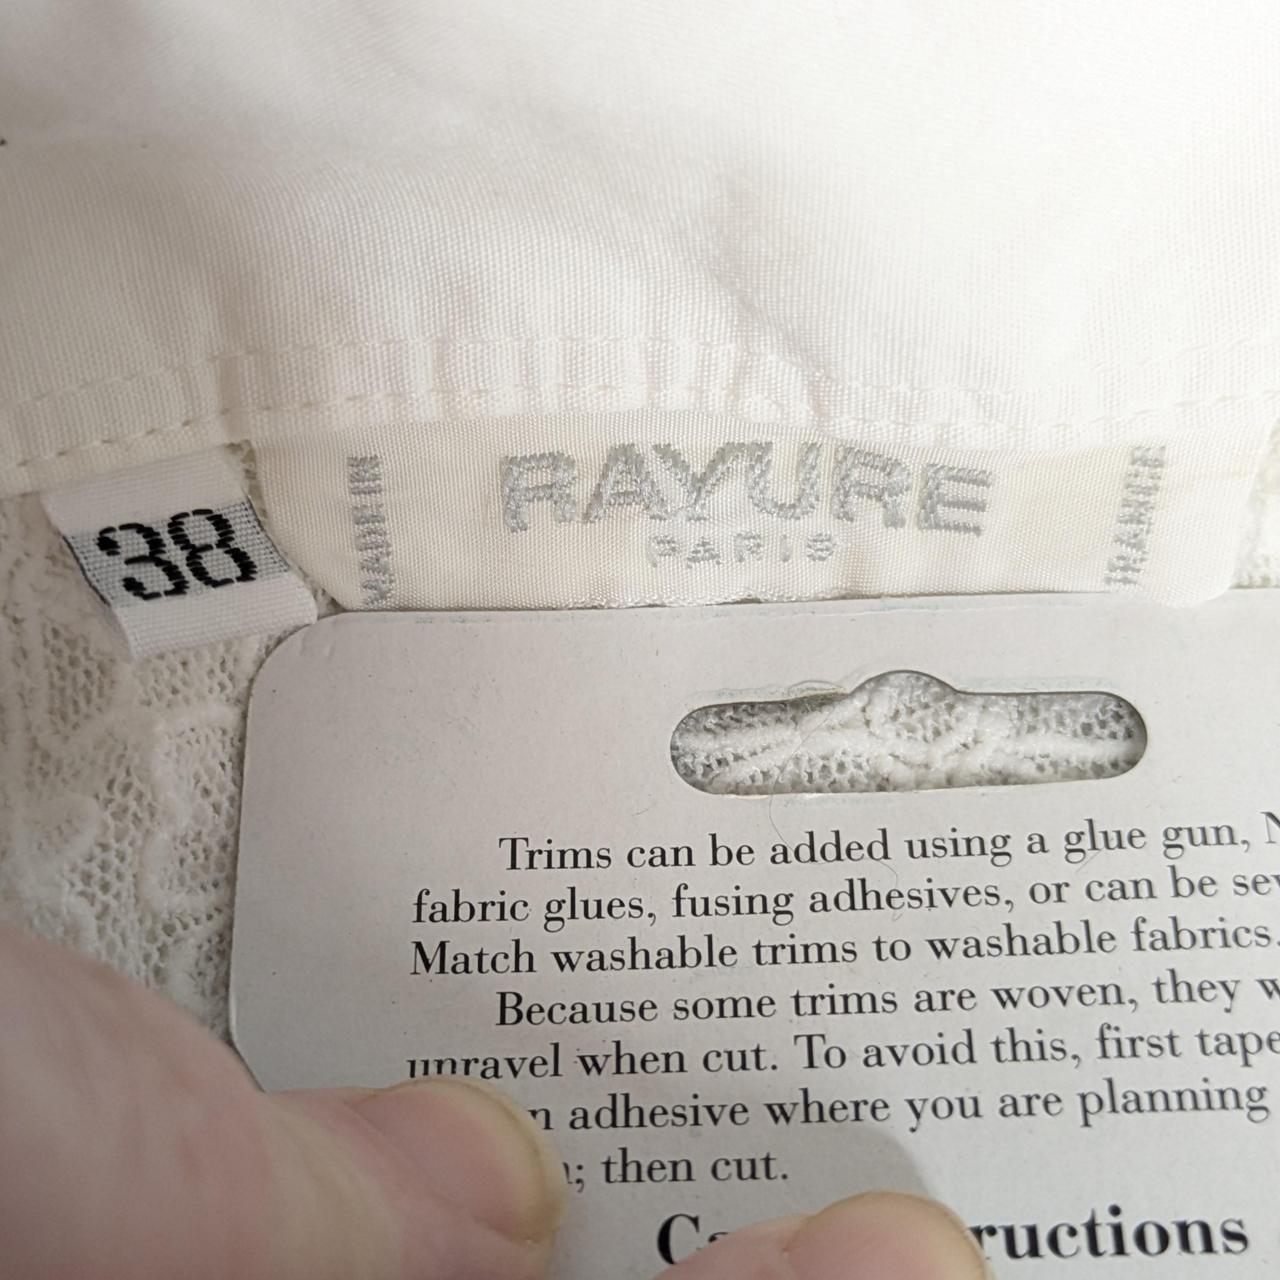 38
MADE IN
RAYURE
PARIS
FRANCE
Trims can be added using a glue gun,
fabric glues, fusing adhesives, or can be
Match washable trims to washable fabrics.
Because some trims are woven, they
unravel when cut. To avoid this, first tape
adhesive where you are planning
; then cut.